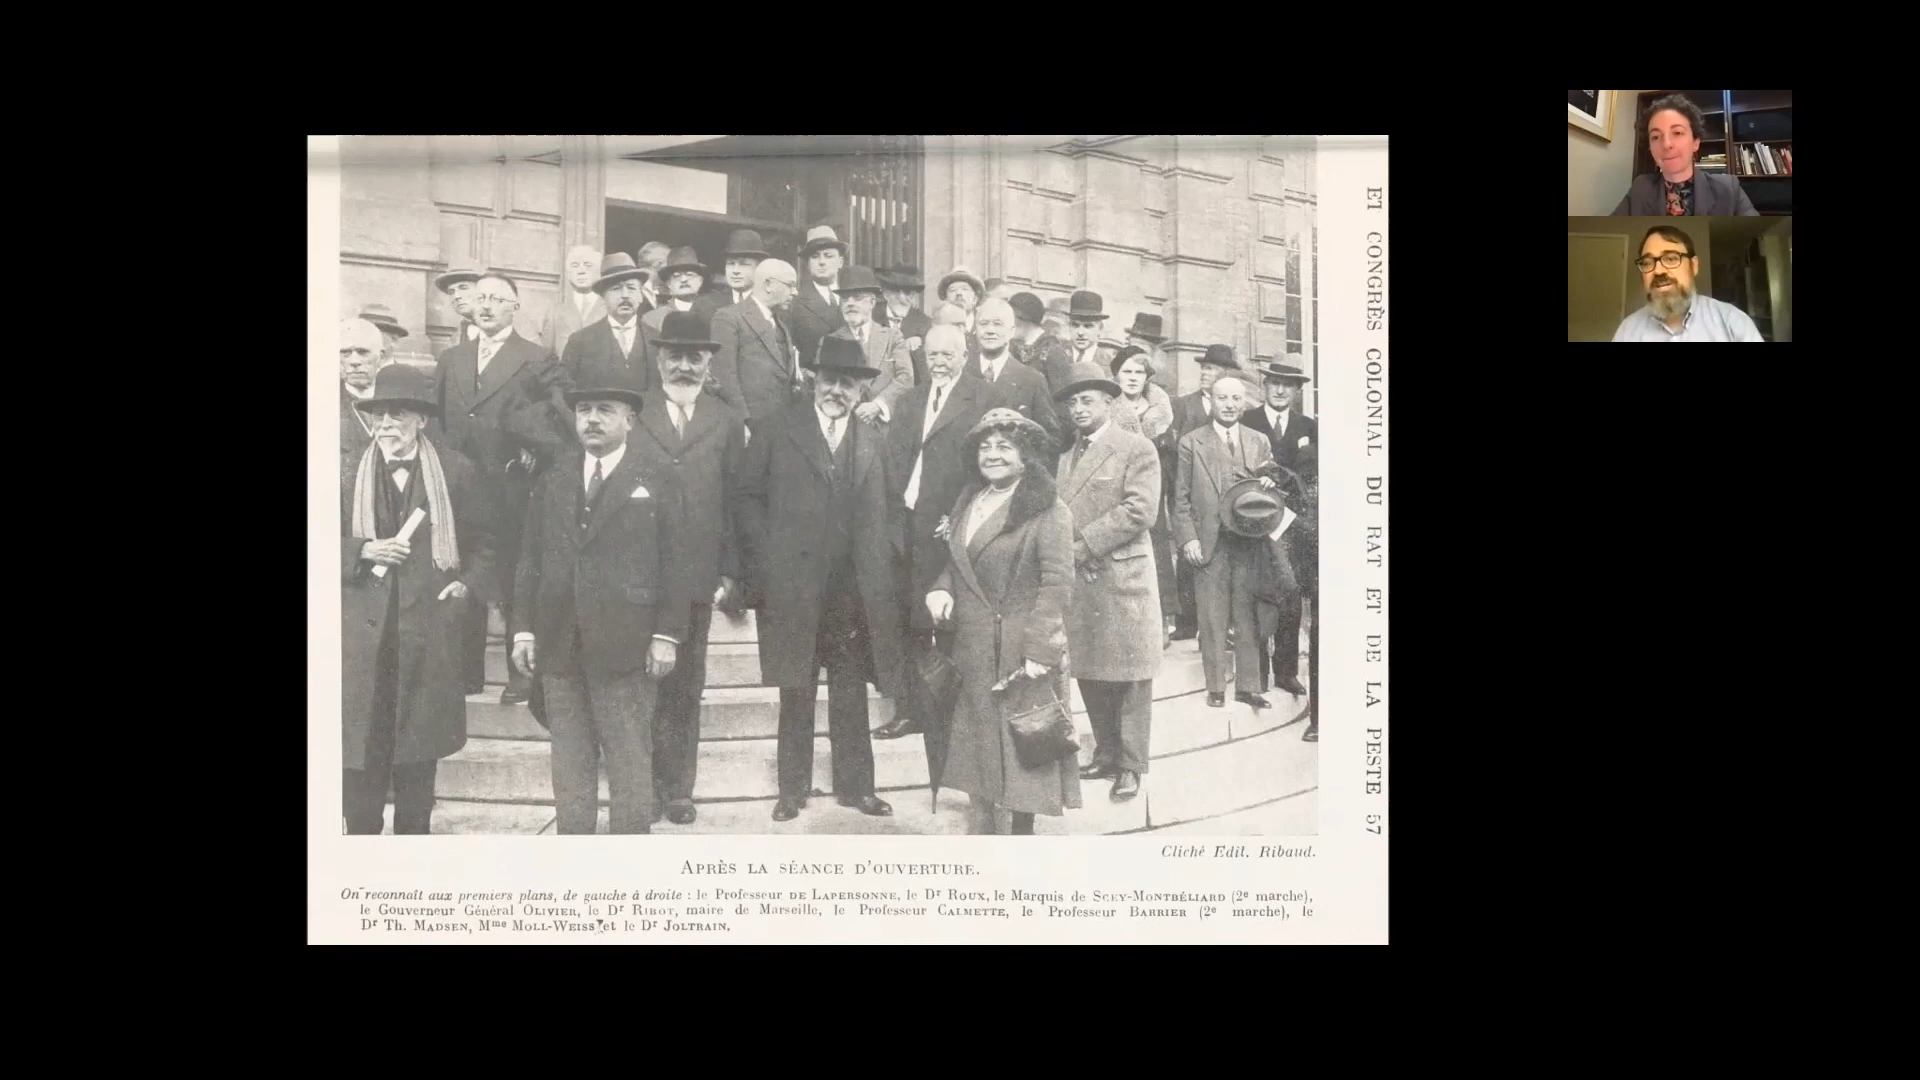 ET CONGRÈS COLONIAL DU RAT ET DE LA PESTE 57
Cliché Edit. Ribaud.
APRÈS LA SÉANCE D'OUVERTURE.
On reconnaît aux premiers plans, de gauche à droite : le Professeur DE LAPERSONNE, le Dr ROUX, le Marquis de SCEY-MONTBÉLIARD (2e marche),
le Gouverneur Général OLIVIER, le Dr RIBOT, maire de Marseille, le Professeur CALMETTE, le Professeur BARRIER (2e marche), le
Dr Th. MADSEN, Mme MOLL-WEISS et le Dr JOLTRAIN.